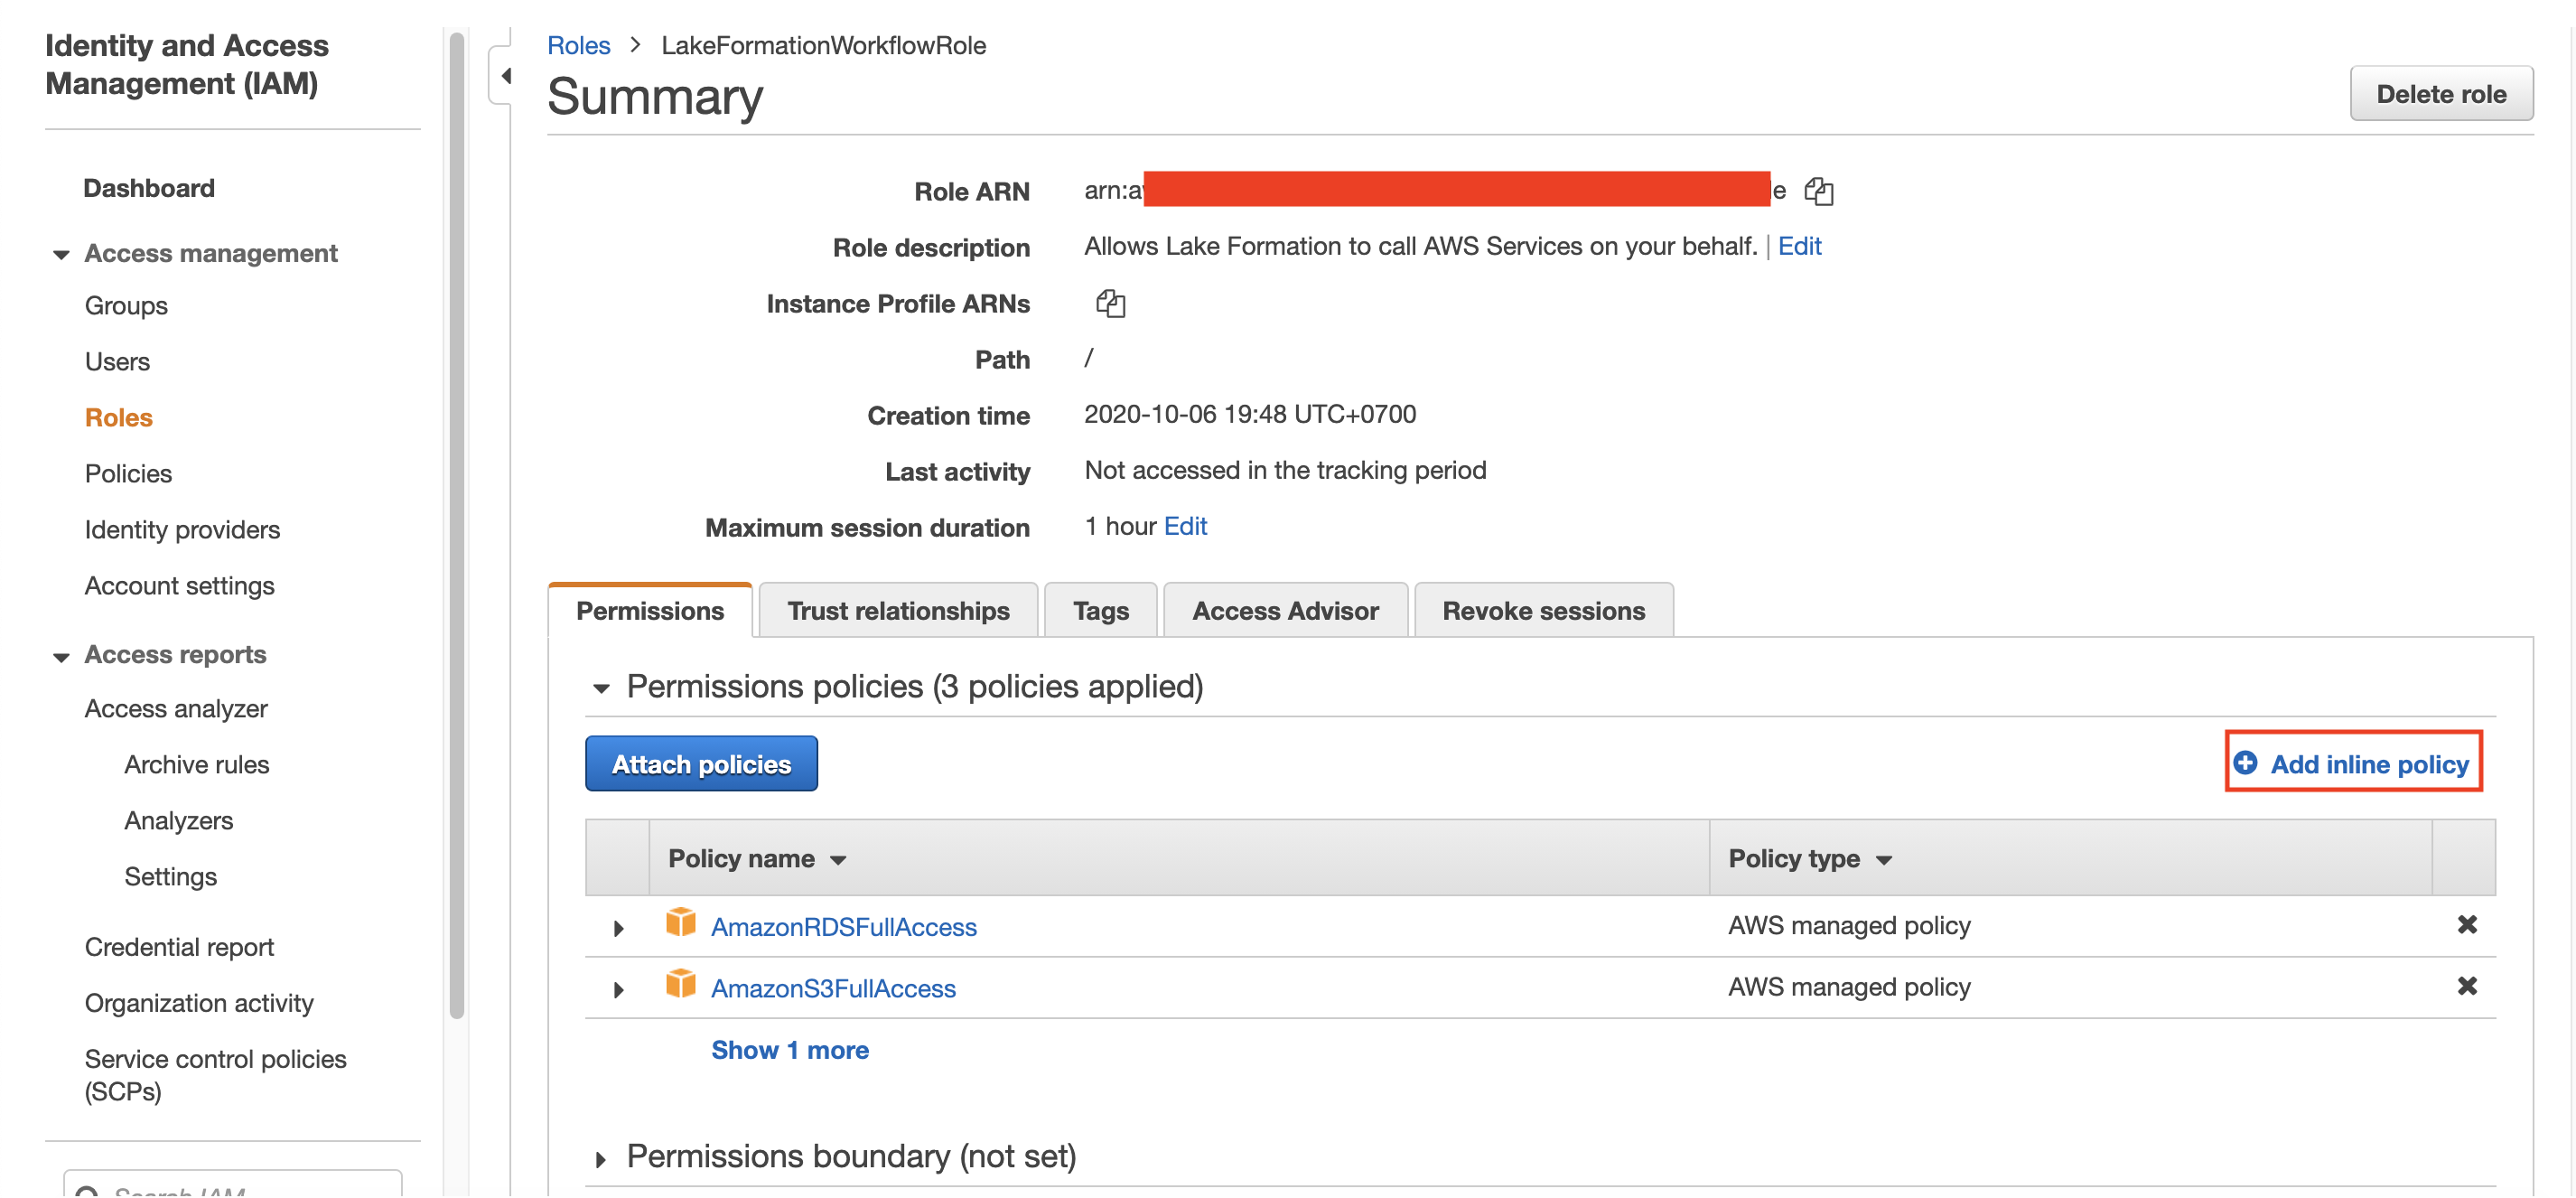 Identity and Access
Management (IAM)
Dashboard
Access management
Groups
Users
Roles
Policies
Identity providers
Account settings
Access reports
Access analyzer
Archive rules
Analyzers
Settings
Credential report
Organization activity
Service control policies
(SCPs)
Search IAM
Roles > LakeFormationWorkflowRole
Summary
Delete role
Role ARN arn:a e
Role description Allows Lake Formation to call AWS Services on your behalf. | Edit
Instance Profile ARNs
Path /
Creation time 2020-10-06 19:48 UTC+0700
Last activity Not accessed in the tracking period
Maximum session duration 1 hour Edit
Permissions Trust relationships Tags Access Advisor Revoke sessions
Permissions policies (3 policies applied)
Attach policies Add inline policy
Policy name Policy type
AmazonRDSFullAccess AWS managed policy
AmazonS3FullAccess AWS managed policy
Show 1 more
Permissions boundary (not set)